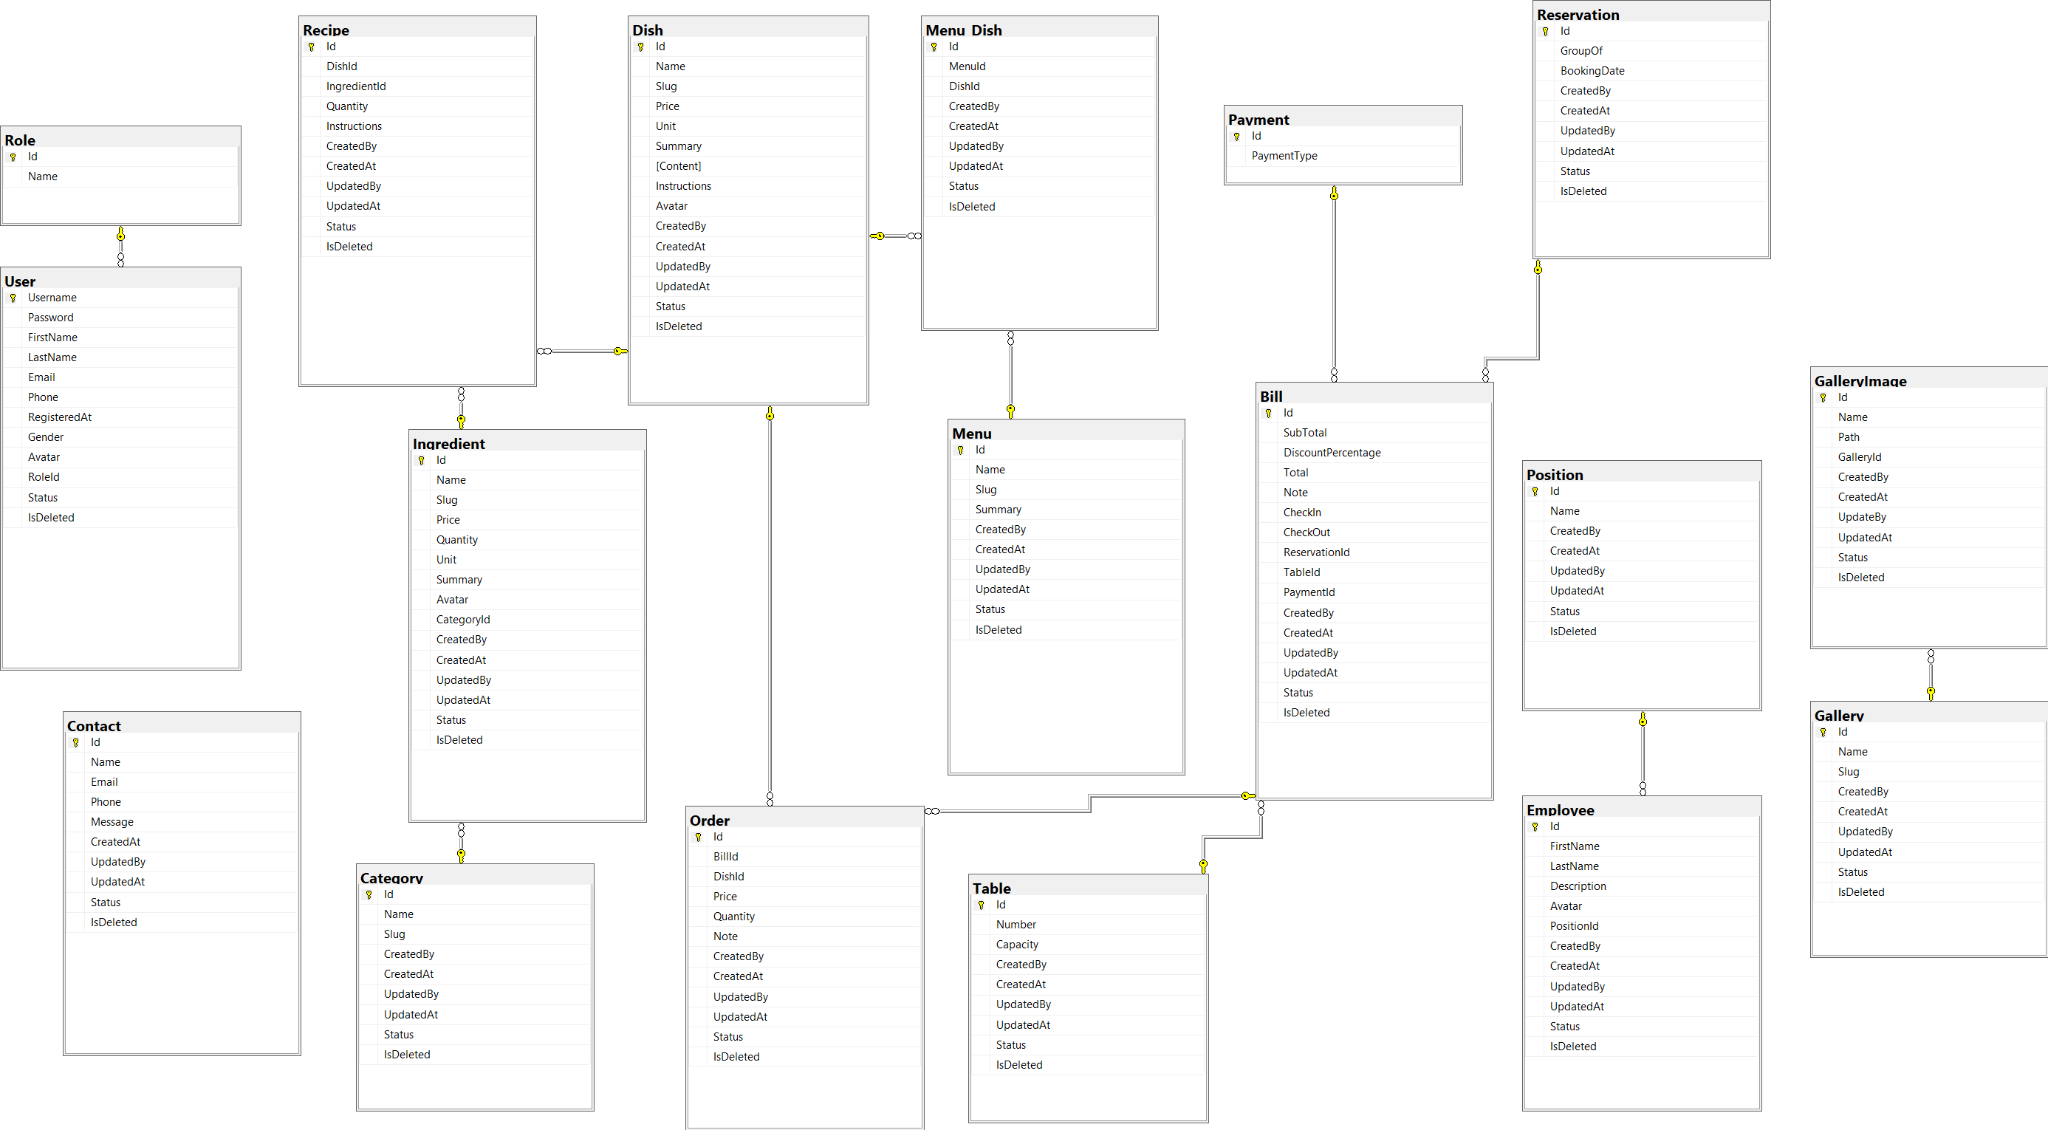 Role
Id
Name
User
Username
Password
FirstName
LastName
Email
Phone
RegisteredAt
Gender
Avatar
RoleId
Status
IsDeleted
Contact
Id
Name
Email
Phone
Message
CreatedAt
UpdatedBy
UpdatedAt
Status
IsDeleted
Recipe
Id
DishId
IngredientId
Quantity
Instructions
CreatedBy
CreatedAt
UpdatedBy
UpdatedAt
Status
IsDeleted
Ingredient
Id
Name
Slug
Price
Quantity
Unit
Summary
Avatar
CategoryId
CreatedBy
CreatedAt
UpdatedBy
UpdatedAt
Status
IsDeleted
Category
Id
Name
Slug
CreatedBy
CreatedAt
UpdatedBy
UpdatedAt
Status
IsDeleted
Dish
Id
Name
Slug
Price
Unit
Summary
[Content]
Instructions
Avatar
CreatedBy
CreatedAt
UpdatedBy
UpdatedAt
Status
IsDeleted
Order
Id
BillId
DishId
Price
Quantity
Note
CreatedBy
CreatedAt
UpdatedBy
UpdatedAt
Status
IsDeleted
Menu_Dish
Id
MenuId
DishId
CreatedBy
CreatedAt
UpdatedBy
UpdatedAt
Status
IsDeleted
Menu
Id
Name
Slug
Summary
CreatedBy
CreatedAt
UpdatedBy
UpdatedAt
Status
IsDeleted
Table
Id
Number
Capacity
CreatedBy
CreatedAt
UpdatedBy
UpdatedAt
Status
IsDeleted
Payment
Id
PaymentType
Bill
Id
SubTotal
DiscountPercentage
Total
Note
CheckIn
CheckOut
ReservationId
TableId
PaymentId
CreatedBy
CreatedAt
UpdatedBy
UpdatedAt
Status
IsDeleted
Reservation
Id
GroupOf
BookingDate
CreatedBy
CreatedAt
UpdatedBy
UpdatedAt
Status
IsDeleted
Position
Id
Name
CreatedBy
CreatedAt
UpdatedBy
UpdatedAt
Status
IsDeleted
Employee
Id
FirstName
LastName
Description
Avatar
PositionId
CreatedBy
CreatedAt
UpdatedBy
UpdatedAt
Status
IsDeleted
GalleryImage
Id
Name
Path
GalleryId
CreatedBy
CreatedAt
UpdateBy
UpdatedAt
Status
IsDeleted
Gallery
Id
Name
Slug
CreatedBy
CreatedAt
UpdatedBy
UpdatedAt
Status
IsDeleted